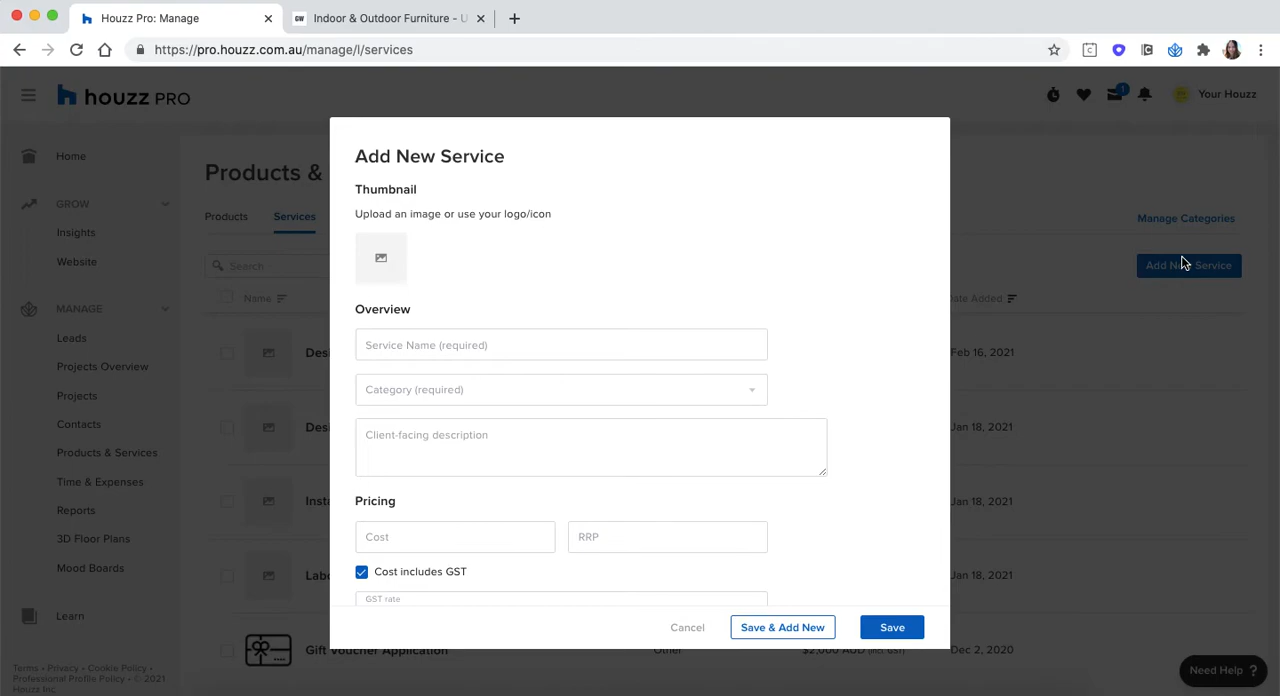 Houzz Pro: Manage
GW Indoor & Outdoor Furniture - U
https://pro.houzz.com.au/manage/l/services
houzz PRO
1
Your Houzz
Home
GROW
Insights
Website
MANAGE
Leads
Projects Overview
Projects
Contacts
Products & Services
Time & Expenses
Reports
3D Floor Plans
Mood Boards
Learn
Terms • Privacy • Cookie Policy •
Professional Profile Policy • © 2021
Houzz Inc.
Products &
Products
Services
Manage Categories
Search
Add New Service
Name
Date Added
Feb 16, 2021
Jan 18, 2021
Inst
Jan 18, 2021
Jan 18, 2021
Gift Voucher Application
Other
$2,000 AUD (incl. GST)
Dec 2, 2020
Add New Service
Thumbnail
Upload an image or use your logo/icon
Overview
Service Name (required)
Category (required)
Client-facing description
Pricing
Cost
RRP
Cost includes GST
GST rate
Cancel
Save & Add New
Save
Need Help ?